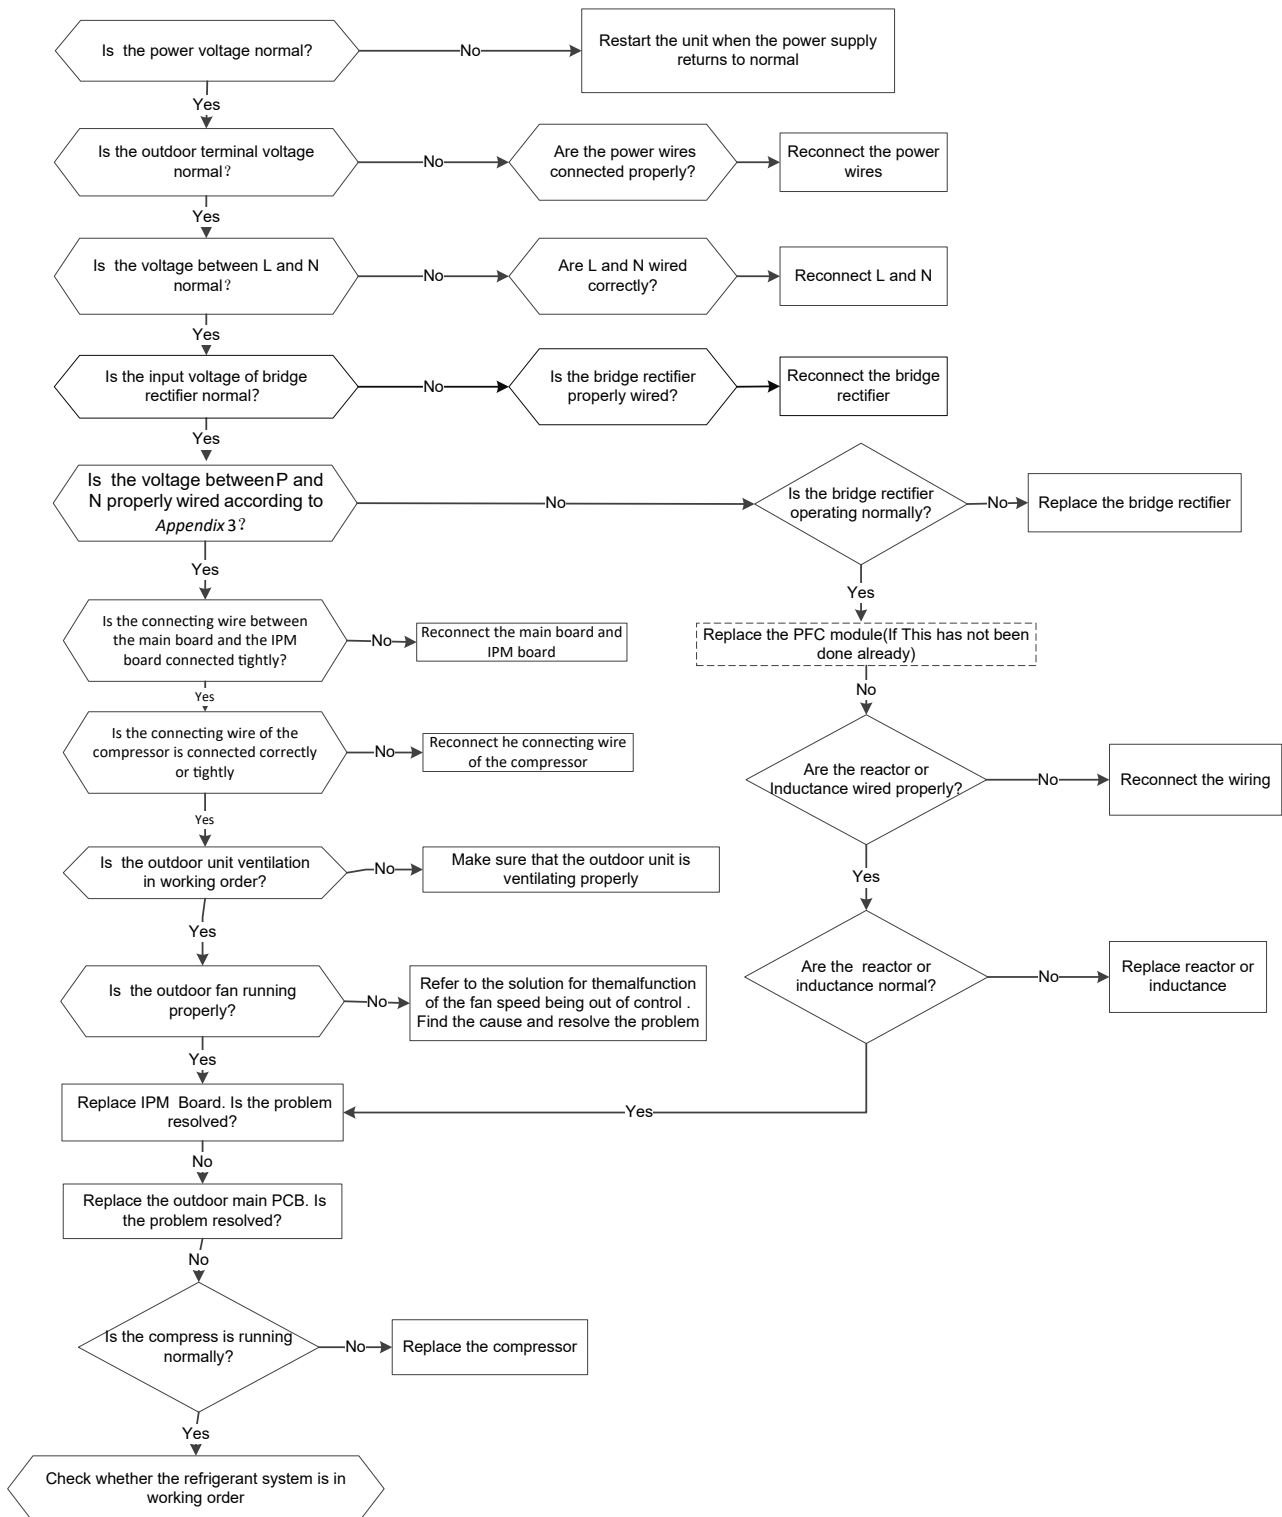 Is the power voltage normal?
No
Restart the unit when the power supply
returns to normal
Yes
Is the outdoor terminal voltage
normal?
No
Are the power wires
connected properly?
Reconnect the power
wires
Yes
Is the voltage between L and N
normal?
No
Are L and N wired
correctly?
Reconnect L and N
Yes
Is the input voltage of bridge
rectifier normal?
No
Is the bridge rectifier
properly wired?
Reconnect the bridge
rectifier
Yes
Is the voltage between P and
N properly wired according to
Appendix 3?
No
Is the bridge rectifier
operating normally?
No
Replace the bridge rectifier
Yes
Yes
Is the connecting wire between
the main board and the IPM
board connected tightly?
No
Reconnect the main board and
IPM board
Replace the PFC module(If This has not been
done already)
Yes
No
Is the connecting wire of the
compressor is connected correctly
or tightly
No
Reconnect he connecting wire
of the compressor
Are the reactor or
Inductance wired properly?
No
Reconnect the wiring
Yes
Is the outdoor unit ventilation
in working order?
No
Make sure that the outdoor unit is
ventilating properly
Yes
Yes
Is the outdoor fan running
properly?
No
Refer to the solution for themalfunction
of the fan speed being out of control .
Find the cause and resolve the problem
Are the reactor or
inductance normal?
No
Replace reactor or
inductance
Yes
Replace IPM Board. Is the problem
resolved?
Yes
No
Replace the outdoor main PCB. Is
the problem resolved?
No
Is the compress is running
normally?
No
Replace the compressor
Yes
Check whether the refrigerant system is in
working order